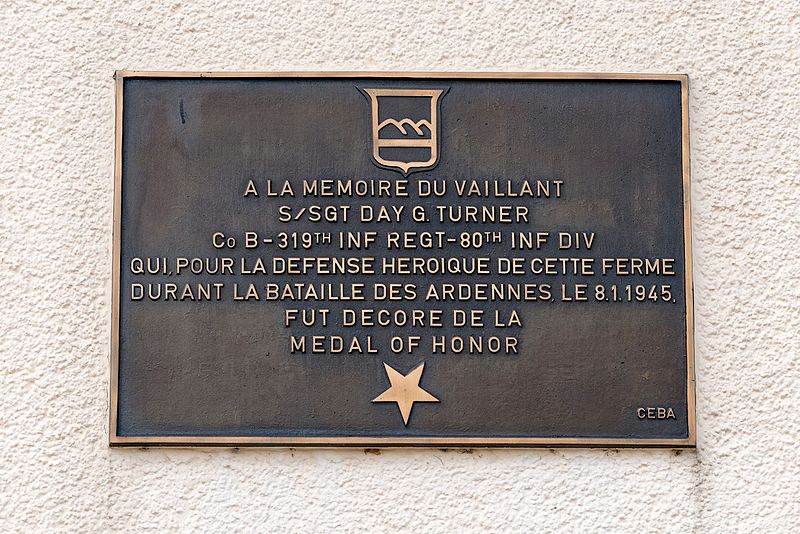 A LA MEMOIRE DU VAILLANT
S/SGT DAY G. TURNER
Co B-319TH INF REGT-80TH INF DIV
QUI, POUR LA DEFENSE HEROIQUE DE CETTE FERME
DURANT LA BATAILLE DES ARDENNES, LE 8.1.1945,
FUT DECORE DE LA
MEDAL OF HONOR
CEBA